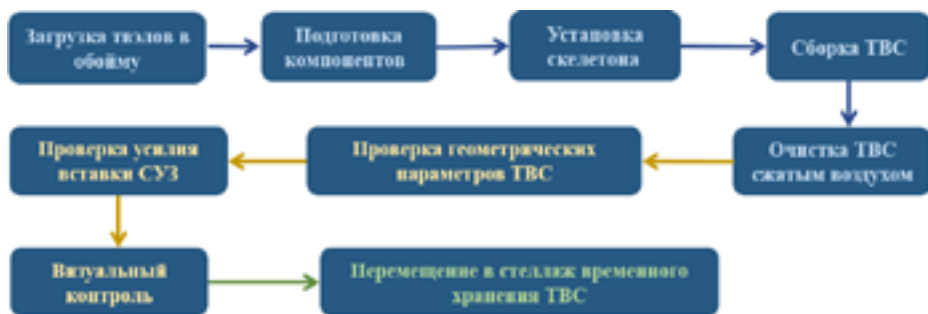 Загрузка твэлов в
обойму
Подготовка
компонентов
Установка
скелетона
Сборка ТВС
Очистка ТВС
сжатым воздухом
Проверка геометрических
параметров ТВС
Проверка усилия
вставки СУЗ
Визуальный
контроль
Перемещение в стеллаж временного
хранения ТВС